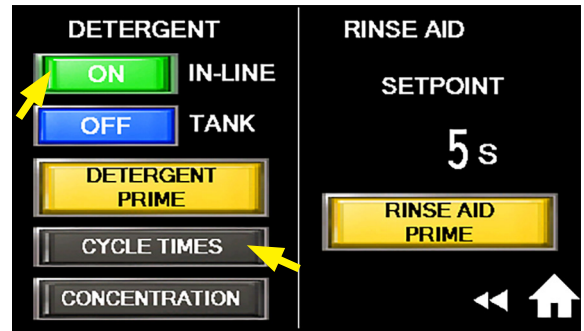 DETERGENT
ON IN-LINE
OFF TANK
DETERGENT
PRIME
CYCLE TIMES
CONCENTRATION
RINSE AID
SETPOINT
5 s
RINSE AID
PRIME